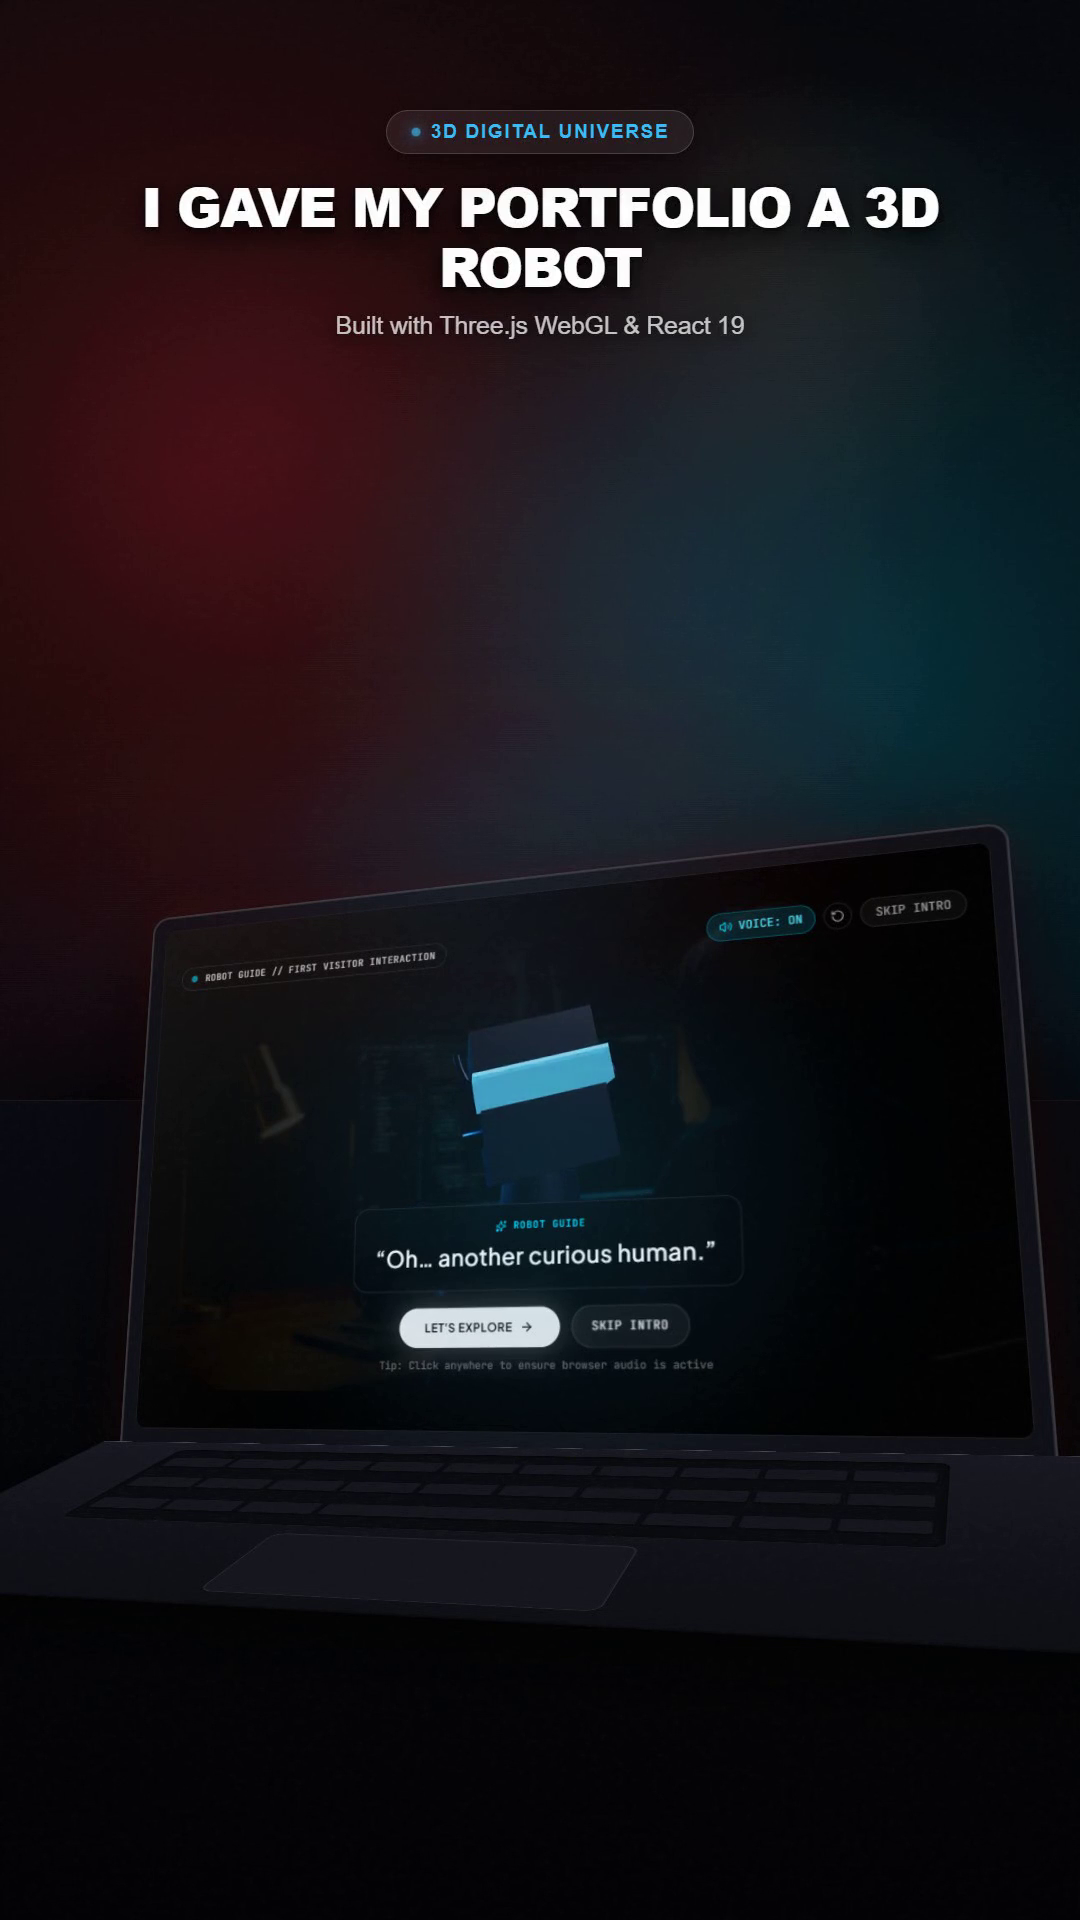 3D DIGITAL UNIVERSE
I GAVE MY PORTFOLIO A 3D
ROBOT
Built with Three.js WebGL & React 19
VOICE: ON
SKIP INTRO
ROBOT GUIDE // FIRST VISITOR INTERACTION
ROBOT GUIDE
“Oh… another curious human.”
LET'S EXPLORE →
SKIP INTRO
Tip: Click anywhere to ensure browser audio is active